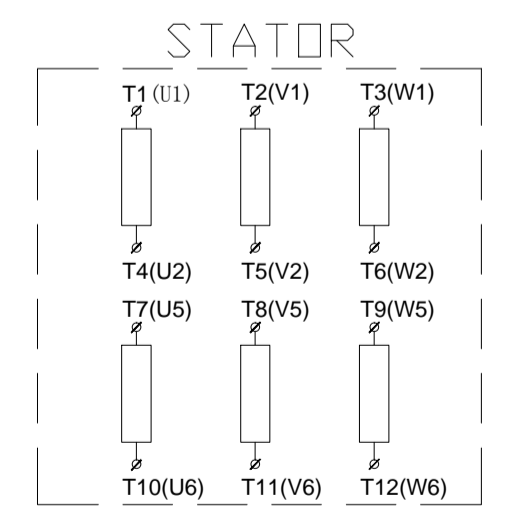 STATOR
T1(U1) T2(V1) T3(W1)
T4(U2) T5(V2) T6(W2)
T7(U5) T8(V5) T9(W5)
T10(U6) T11(V6) T12(W6)